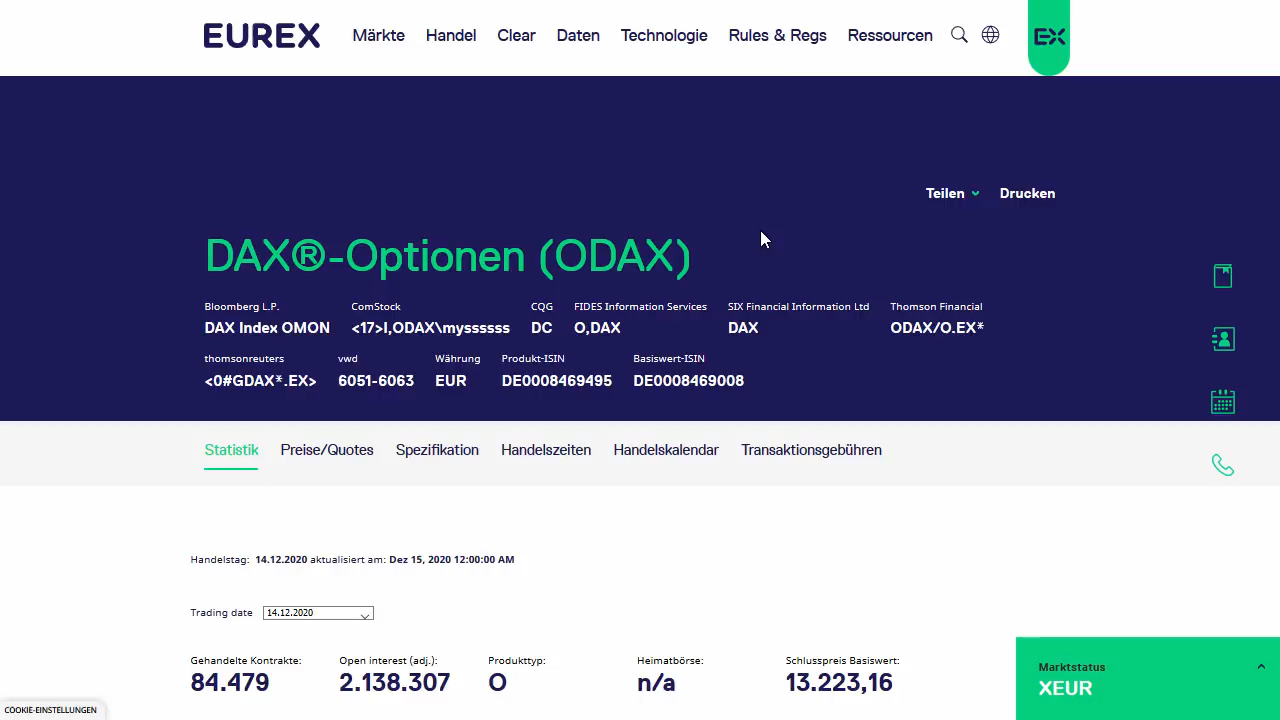 EUREX Märkte Handel Clear Daten Technologie Rules & Regs Ressourcen EX
Teilen Drucken
DAX®-Optionen (ODAX)
Bloomberg L.P. ComStock CQG FIDES Information Services SIX Financial Information Ltd Thomson Financial
DAX Index OMON <17>I,ODAX\myssssss DC O,DAX DAX ODAX/O.EX*
thomsonreuters vwd Währung Produkt-ISIN Basiswert-ISIN
<0#GDAX*.EX> 6051-6063 EUR DE0008469495 DE0008469008
Statistik Preise/Quotes Spezifikation Handelszeiten Handelskalendar Transaktionsgebühren
Handelstag: 14.12.2020 aktualisiert am: Dez 15, 2020 12:00:00 AM
Trading date 14.12.2020
Gehandelte Kontrakte: Open interest (adj.): Produkttyp: Heimatbörse: Schlusspreis Basiswert:
84.479 2.138.307 O n/a 13.223,16
Marktstatus
XEUR
COOKIE-EINSTELLUNGEN